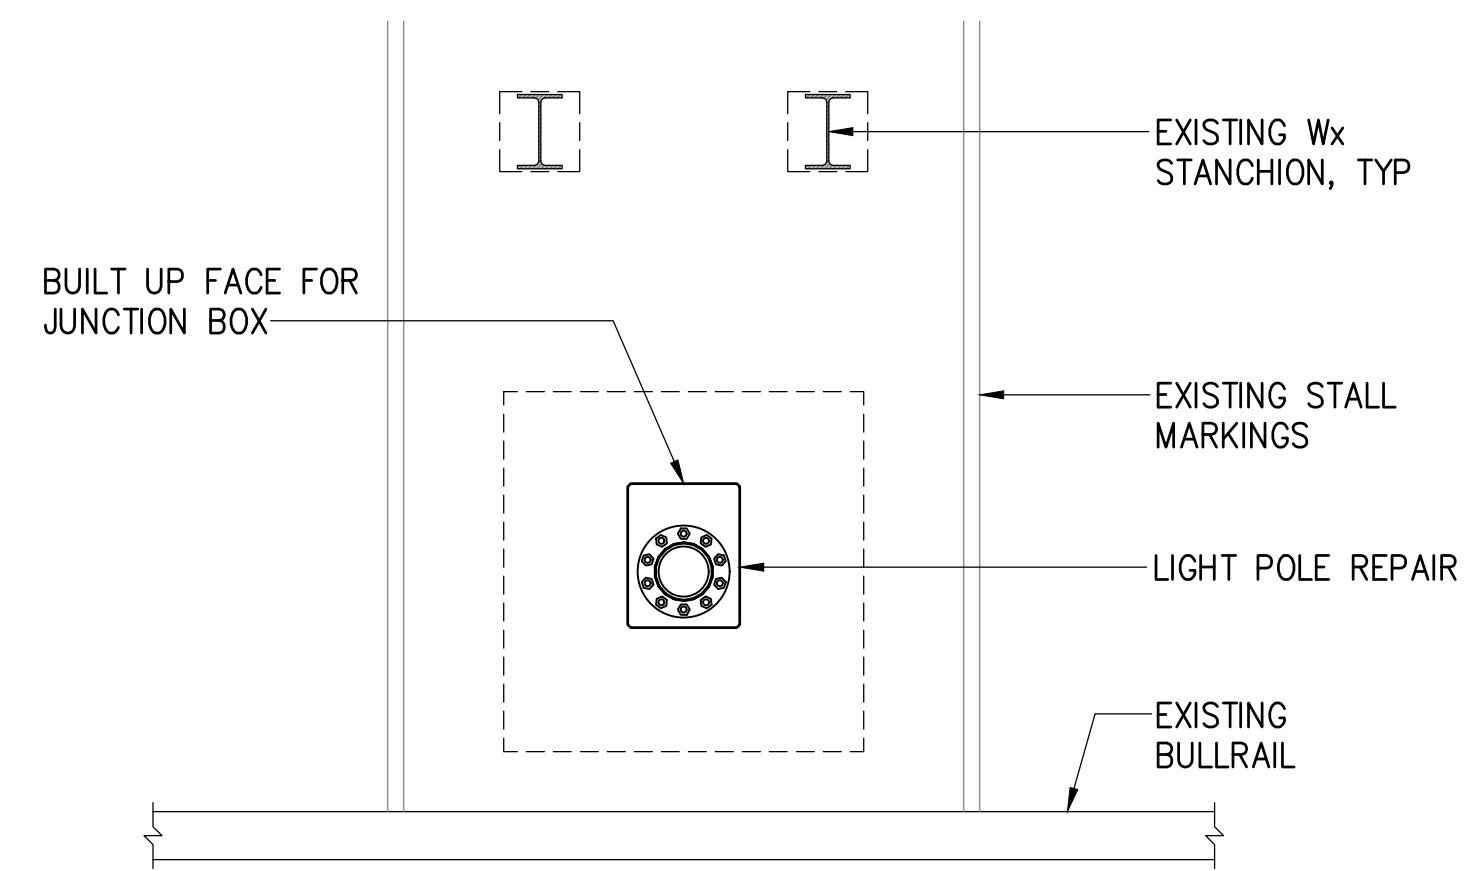 EXISTING Wx
STANCHION, TYP
BUILT UP FACE FOR
JUNCTION BOX
EXISTING STALL
MARKINGS
LIGHT POLE REPAIR
EXISTING
BULLRAIL